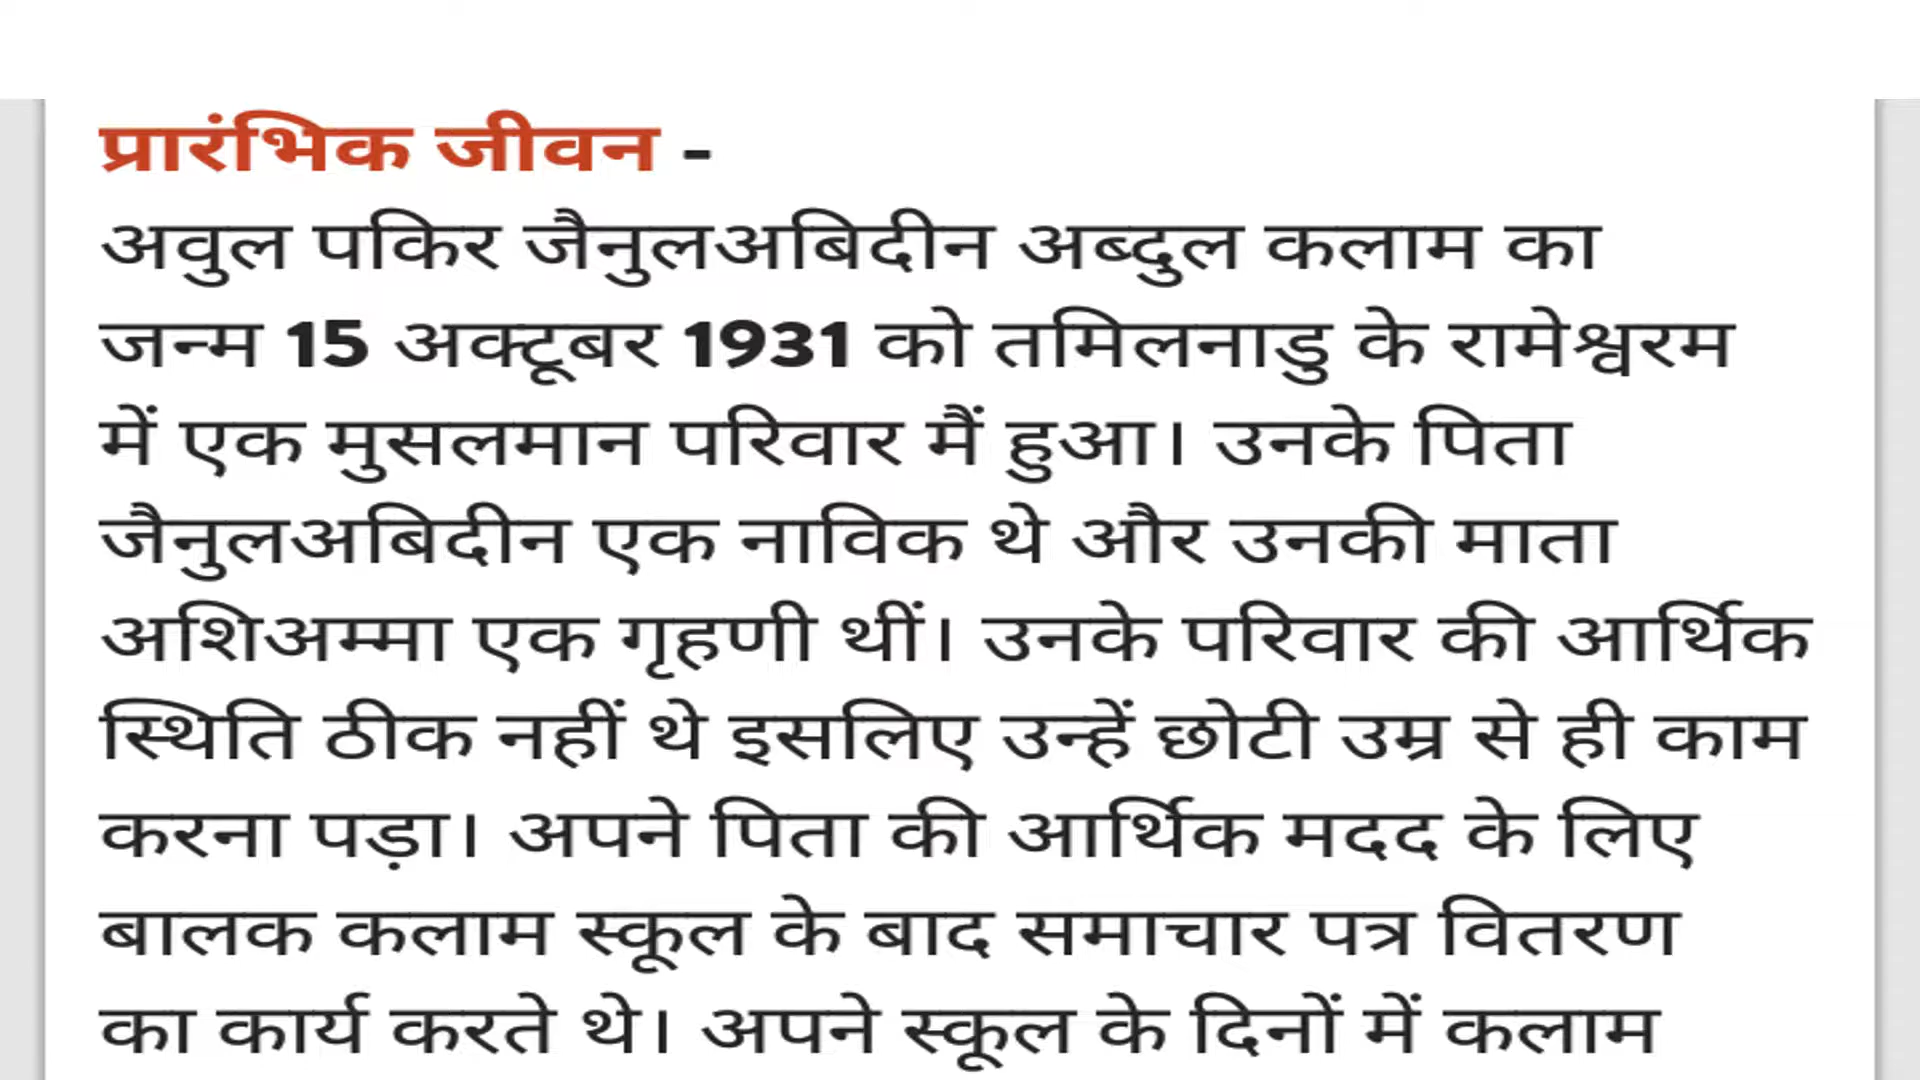 प्रारंभिक जीवन -
अवुल पकिर जैनुलअबिदीन अब्दुल कलाम का
जन्म 15 अक्टूबर 1931 को तमिलनाडु के रामेश्वरम
में एक मुसलमान परिवार मैं हुआ। उनके पिता
जैनुलअबिदीन एक नाविक थे और उनकी माता
अशिअम्मा एक गृहणी थीं। उनके परिवार की आर्थिक
स्थिति ठीक नहीं थे इसलिए उन्हें छोटी उम्र से ही काम
करना पड़ा। अपने पिता की आर्थिक मदद के लिए
बालक कलाम स्कूल के बाद समाचार पत्र वितरण
का कार्य करते थे। अपने स्कूल के दिनों में कलाम